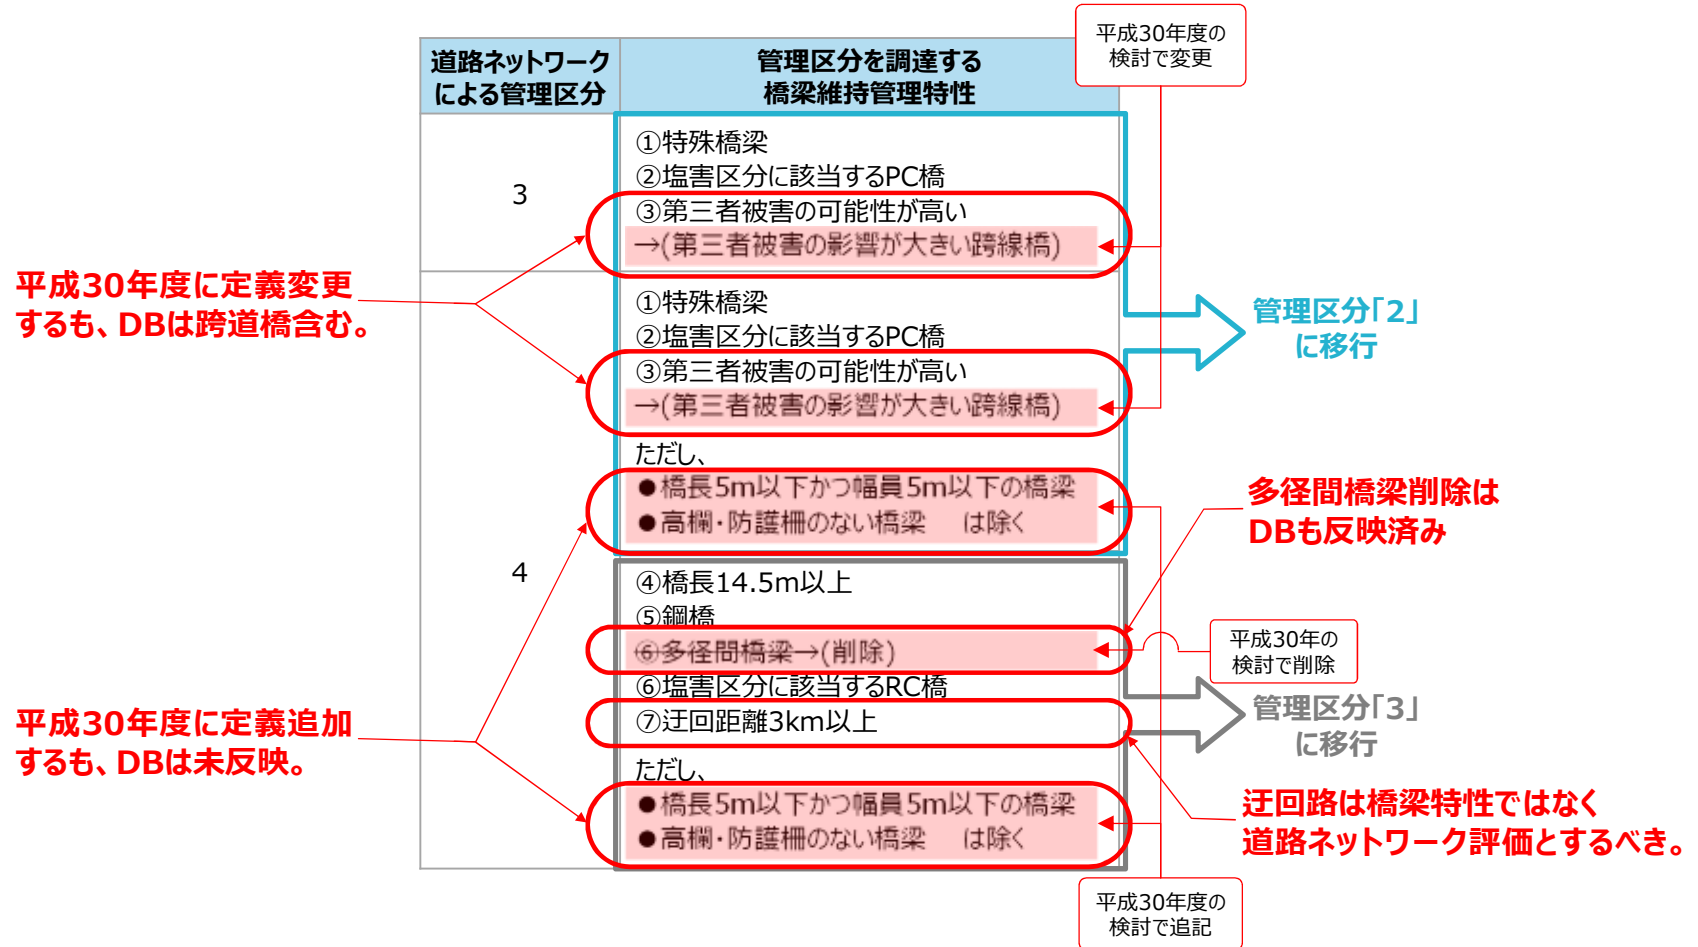 平成30年度の
検討で変更
道路ネットワーク
による管理区分
管理区分を調達する
橋梁維持管理特性
3
①特殊橋梁
②塩害区分に該当するPC橋
③第三者被害の可能性が高い
→(第三者被害の影響が大きい跨線橋)
平成30年度に定義変更
するも、DBは跨道橋含む。
①特殊橋梁
②塩害区分に該当するPC橋
③第三者被害の可能性が高い
→(第三者被害の影響が大きい跨線橋)
管理区分「2」
に移行
ただし、
●橋長5m以下かつ幅員5m以下の橋梁
●高欄・防護柵のない橋梁　は除く
多径間橋梁削除は
DBも反映済み
4
④橋長14.5m以上
⑤鋼橋
⑥多径間橋梁→(削除)
平成30年の
検討で削除
⑥塩害区分に該当するRC橋
⑦迂回距離3km以上
管理区分「3」
に移行
平成30年度に定義追加
するも、DBは未反映。
ただし、
●橋長5m以下かつ幅員5m以下の橋梁
●高欄・防護柵のない橋梁　は除く
迂回路は橋梁特性ではなく
道路ネットワーク評価とするべき。
平成30年度の
検討で追記